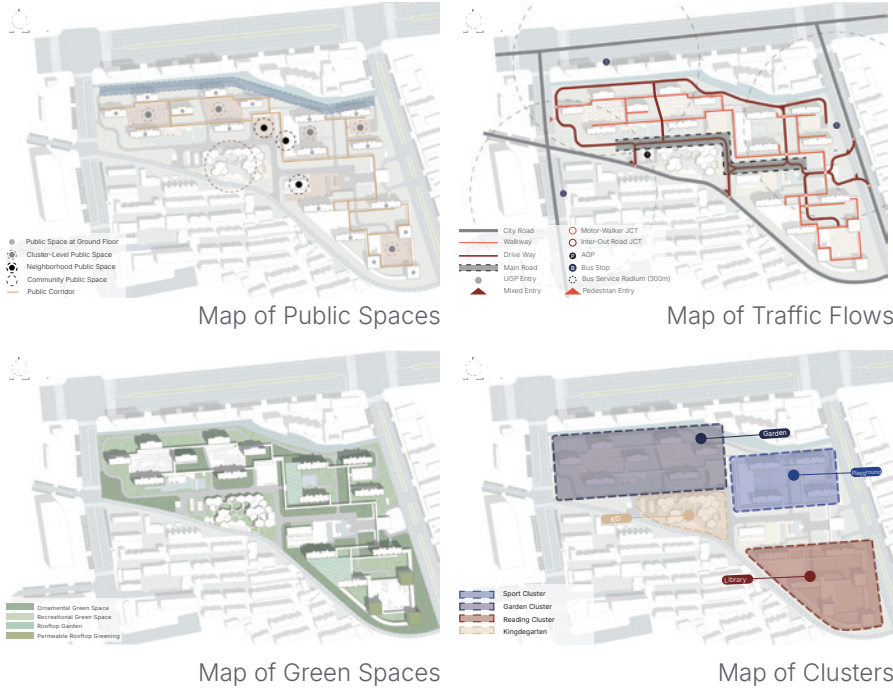 Public Space at Ground Floor
Cluster-Level Public Space
Neighborhood Public Space
Community Public Space
Public Corridor
Map of Public Spaces
City Road
Walkway
Drive Way
Main Road
UGP Entry
Mixed Entry
Motor-Walker JCT
Inter-Out Road JCT
P AGP
B Bus Stop
Bus Service Radium (300m)
Pedestrian Entry
Map of Traffic Flows
Ornamental Green Space
Recreational Green Space
Rooftop Garden
Permeable Rooftop Greening
Map of Green Spaces
Garden
Playground
KG
Library
Sport Cluster
Garden Cluster
Reading Cluster
Kingdegarten
Map of Clusters